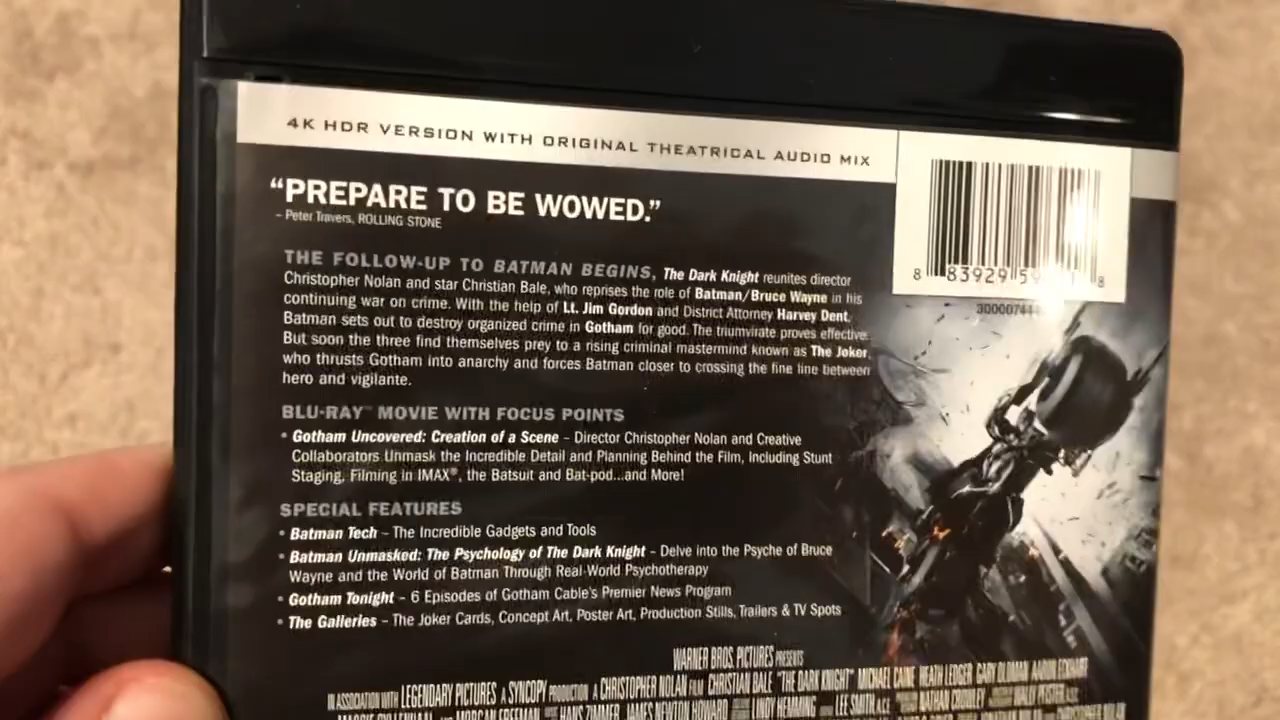 4K HDR VERSION WITH ORIGINAL THEATRICAL AUDIO MIX
“PREPARE TO BE WOWED.”
– Peter Travers, ROLLING STONE
8 83929 59 8
30000744
THE FOLLOW-UP TO BATMAN BEGINS, The Dark Knight reunites director
Christopher Nolan and star Christian Bale, who reprises the role of Batman/Bruce Wayne in his
continuing war on crime. With the help of Lt. Jim Gordon and District Attorney Harvey Dent,
Batman sets out to destroy organized crime in Gotham for good. The triumvirate proves effective.
But soon the three find themselves prey to a rising criminal mastermind known as The Joker,
who thrusts Gotham into anarchy and forces Batman closer to crossing the fine line between
hero and vigilante.
BLU-RAY™ MOVIE WITH FOCUS POINTS
• Gotham Uncovered: Creation of a Scene – Director Christopher Nolan and Creative
Collaborators Unmask the Incredible Detail and Planning Behind the Film, Including Stunt
Staging, Filming in IMAX®, the Batsuit and Bat-pod...and More!
SPECIAL FEATURES
• Batman Tech – The Incredible Gadgets and Tools
• Batman Unmasked: The Psychology of The Dark Knight – Delve into the Psyche of Bruce
Wayne and the World of Batman Through Real-World Psychotherapy
• Gotham Tonight – 6 Episodes of Gotham Cable's Premier News Program
• The Galleries – The Joker Cards, Concept Art, Poster Art, Production Stills, Trailers & TV Spots
WARNER BROS. PICTURES PRESENTS
IN ASSOCIATION WITH LEGENDARY PICTURES A SYNCOPY PRODUCTION A CHRISTOPHER NOLAN FILM CHRISTIAN BALE "THE DARK KNIGHT" MICHAEL CAINE HEATH LEDGER GARY OLDMAN AARON ECKHART
MAGGIE GYLLENHAAL AND MORGAN FREEMAN HANS ZIMMER JAMES NEWTON HOWARD LINDY HEMMING LEE SMITH, A.C.E. NATHAN CROWLEY WALLY PFISTER